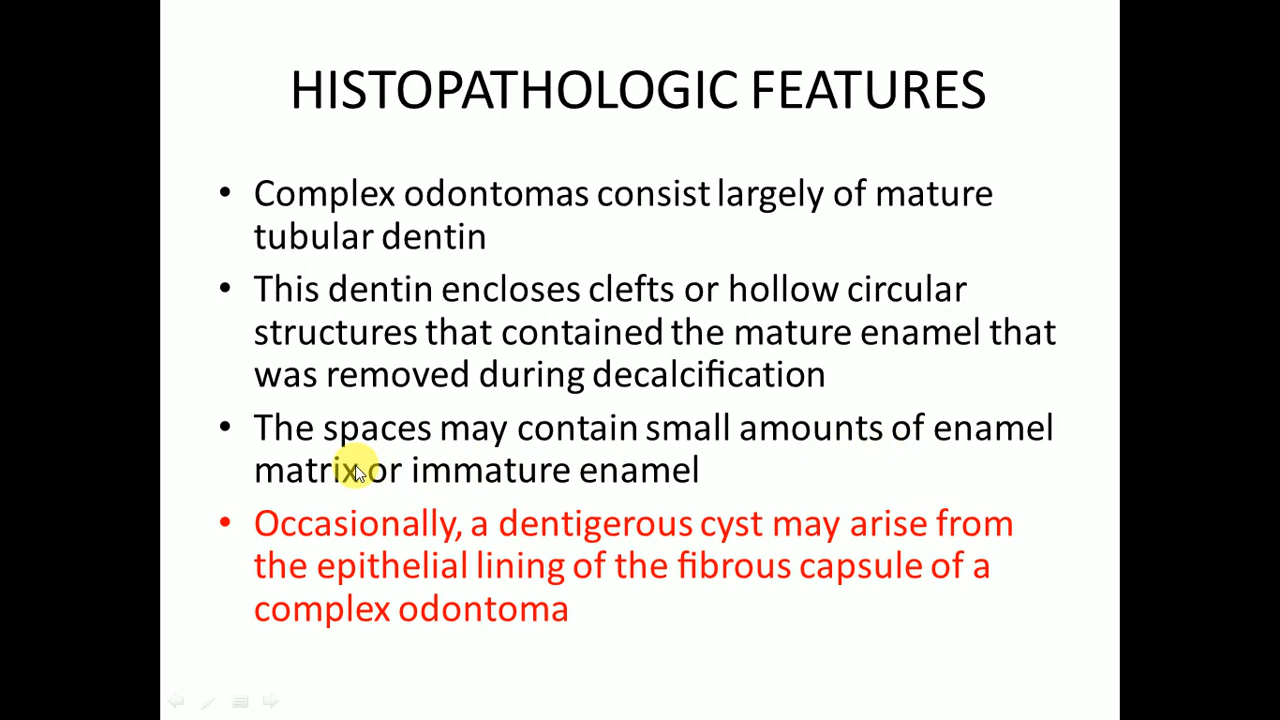 HISTOPATHOLOGIC FEATURES
• Complex odontomas consist largely of mature
tubular dentin
• This dentin encloses clefts or hollow circular
structures that contained the mature enamel that
was removed during decalcification
• The spaces may contain small amounts of enamel
matrix or immature enamel
• Occasionally, a dentigerous cyst may arise from
the epithelial lining of the fibrous capsule of a
complex odontoma